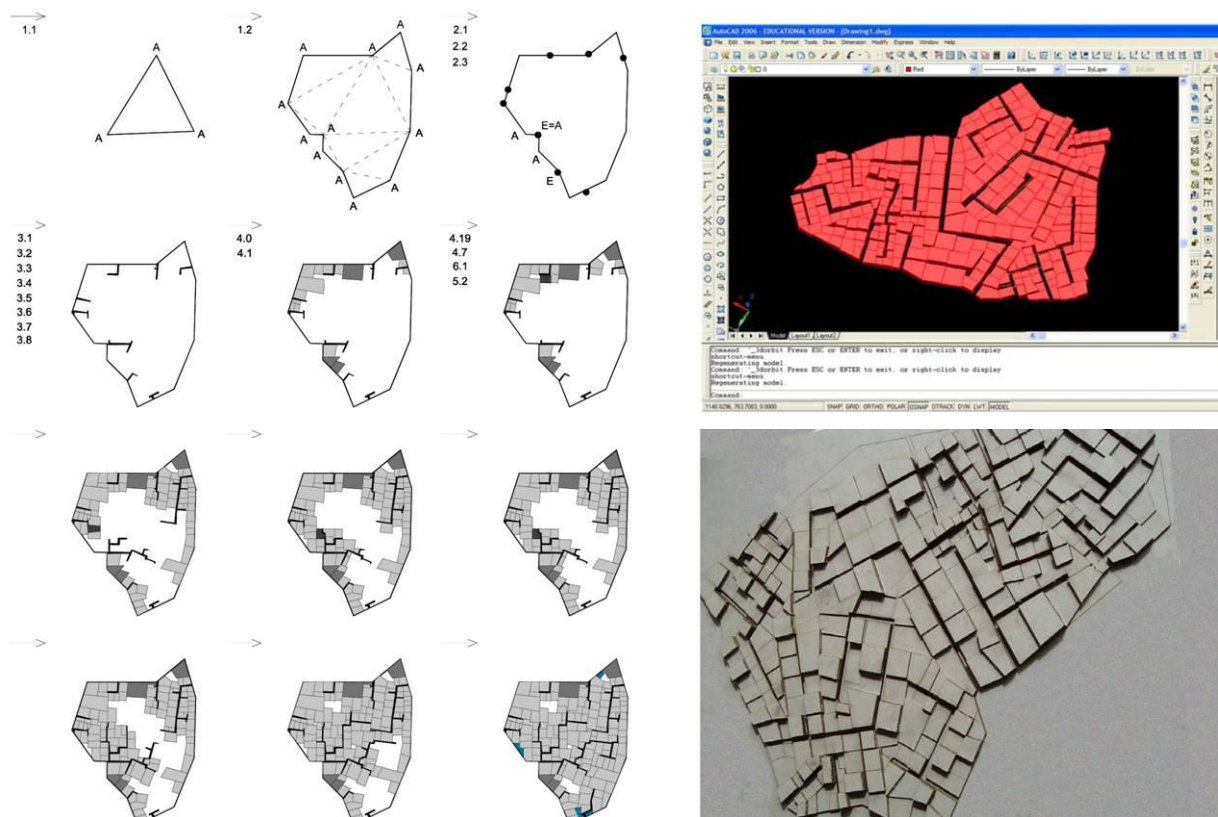 1.1
A
A
A
1.2
A
A
A
A
A
A
A
A
A
A
A
2.1
2.2
2.3
E=A
A
A
E
3.1
3.2
3.3
3.4
3.5
3.6
3.7
3.8
4.0
4.1
4.19
4.7
6.1
5.2
AutoCAD 2006 - EDUCATIONAL VERSION - [Drawing1.dwg]
File Edit View Insert Format Tools Draw Dimension Modify Express Window Help
0
Red
ByLayer
ByLayer
ByColor
Model Layout1 Layout2
Command: '_3dorbit Press ESC or ENTER to exit, or right-click to display
shortcut-menu.
Regenerating model.
Command: '_3dorbit Press ESC or ENTER to exit, or right-click to display
shortcut-menu.
Regenerating model.
Command:
SNAP GRID ORTHO POLAR OSNAP OTRACK DYN LWT MODEL